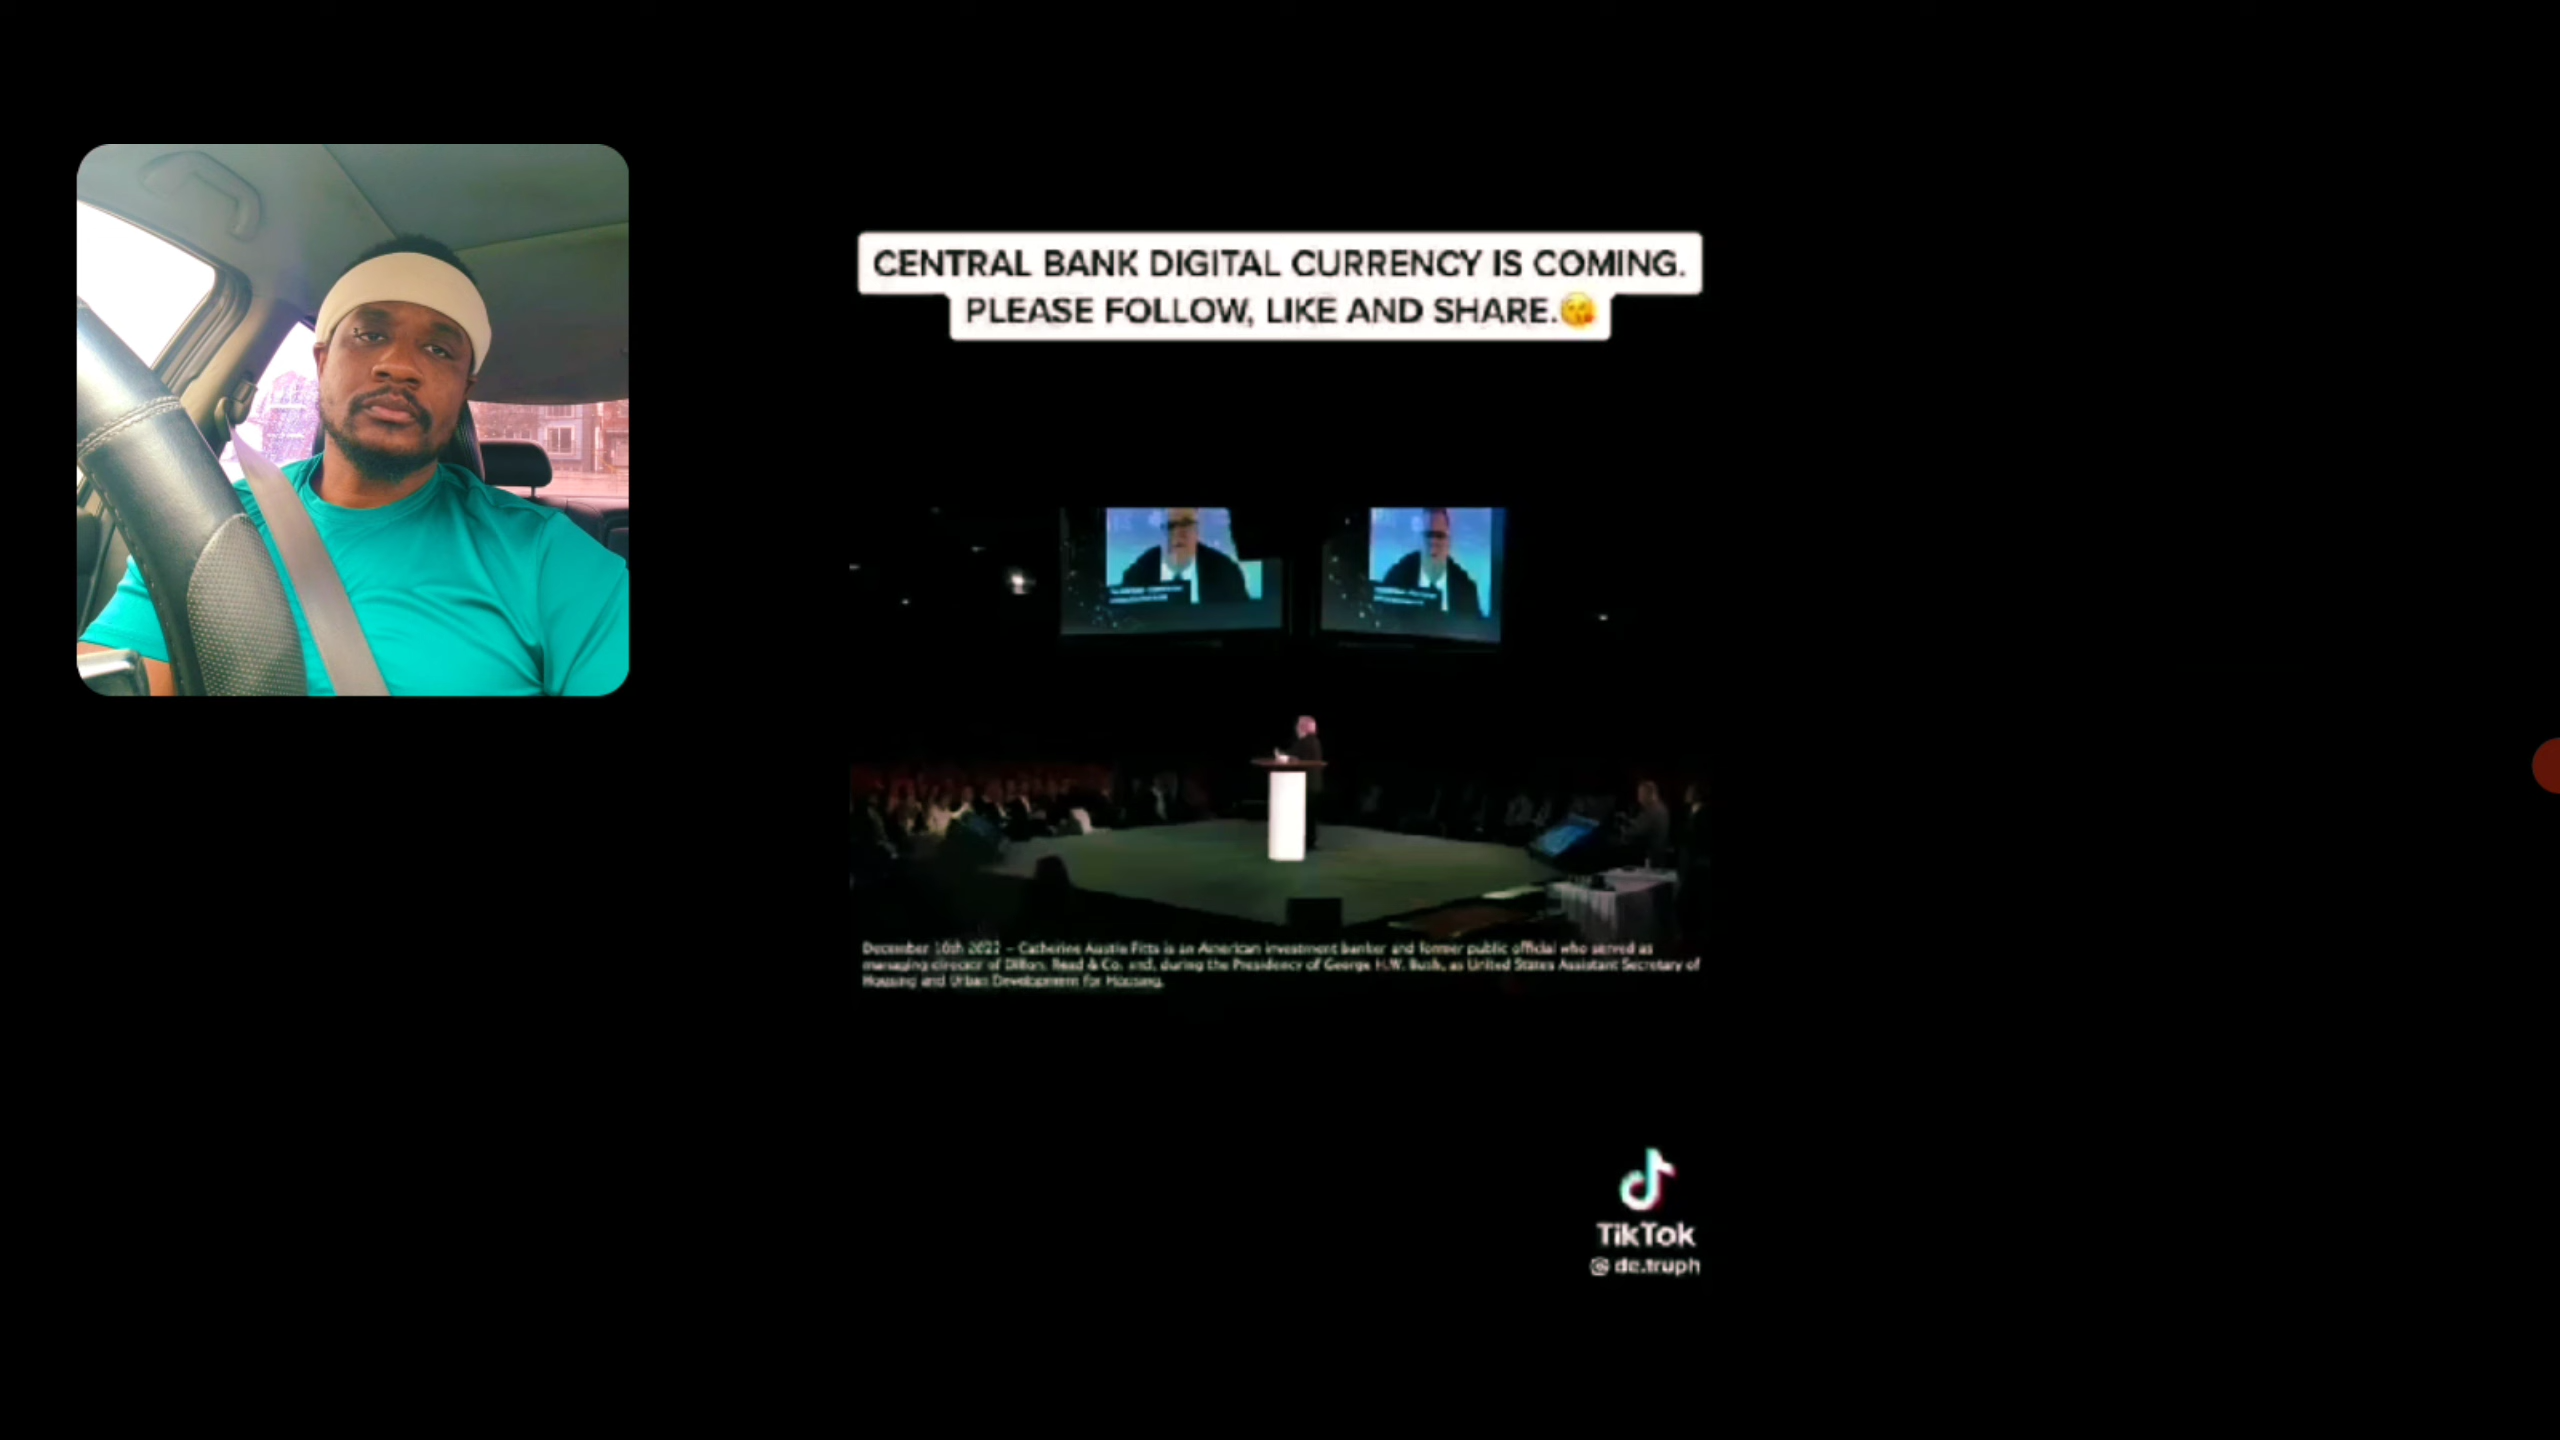 CENTRAL BANK DIGITAL CURRENCY IS COMING.
PLEASE FOLLOW, LIKE AND SHARE.😘
December 10th 2022 – Catherine Austin Fitts is an American investment banker and former public official who served as
managing director of Dillon, Read & Co. and, during the Presidency of George H.W. Bush, as United States Assistant Secretary of
Housing and Urban Development for Housing.
TikTok
@de.truph